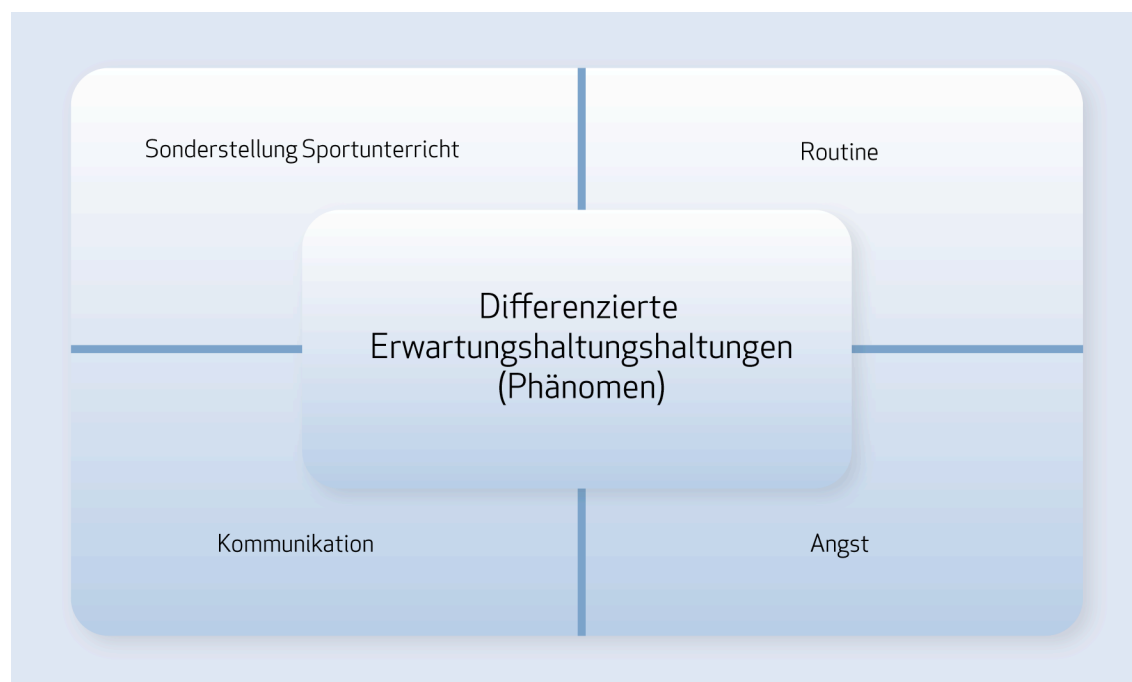 Sonderstellung Sportunterricht
Routine
Differenzierte
Erwartungshaltungshaltungen
(Phänomen)
Kommunikation
Angst